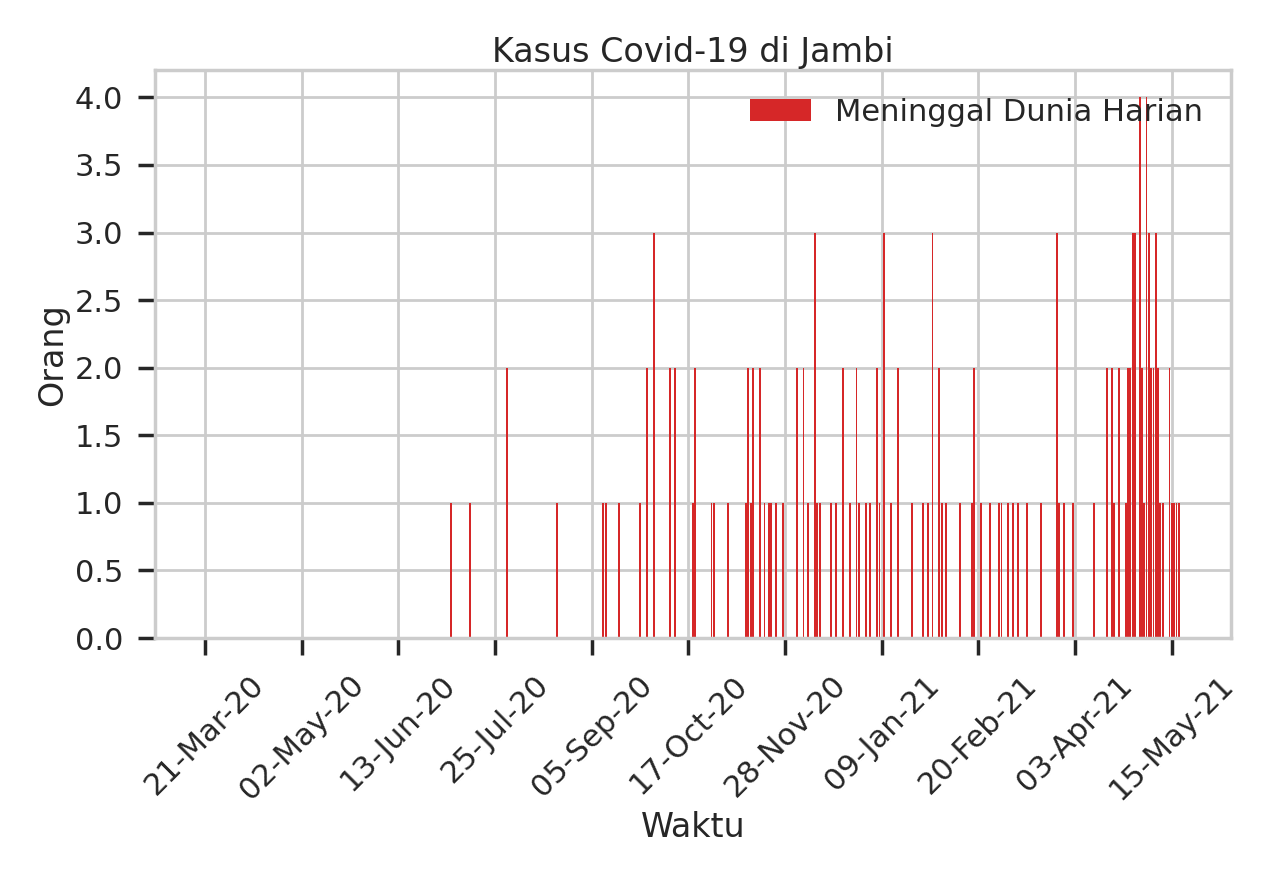 Kasus Covid-19 di Jambi
Meninggal Dunia Harian
Orang
4.0
3.5
3.0
2.5
2.0
1.5
1.0
0.5
0.0
21-Mar-20
02-May-20
13-Jun-20
25-Jul-20
05-Sep-20
17-Oct-20
28-Nov-20
09-Jan-21
20-Feb-21
03-Apr-21
15-May-21
Waktu